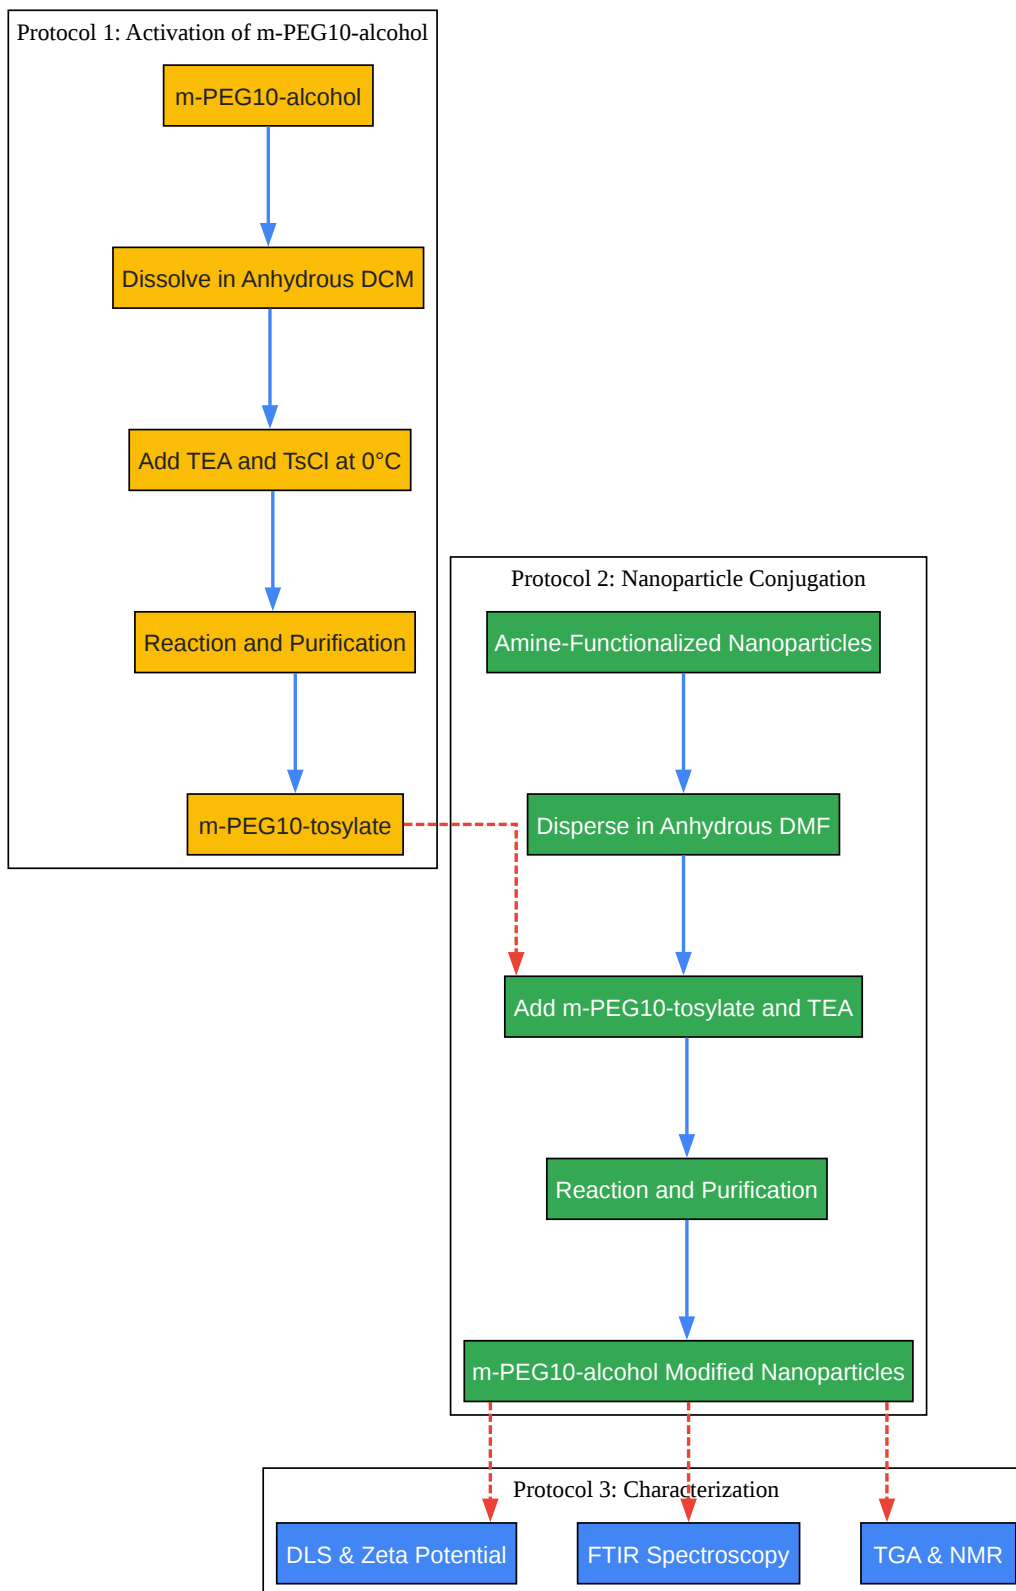 Protocol 1: Activation of m-PEG10-alcohol
m-PEG10-alcohol
Dissolve in Anhydrous DCM
Add TEA and TsCl at 0°C
Reaction and Purification
m-PEG10-tosylate
Protocol 2: Nanoparticle Conjugation
Amine-Functionalized Nanoparticles
Disperse in Anhydrous DMF
Add m-PEG10-tosylate and TEA
Reaction and Purification
m-PEG10-alcohol Modified Nanoparticles
Protocol 3: Characterization
DLS & Zeta Potential
FTIR Spectroscopy
TGA & NMR